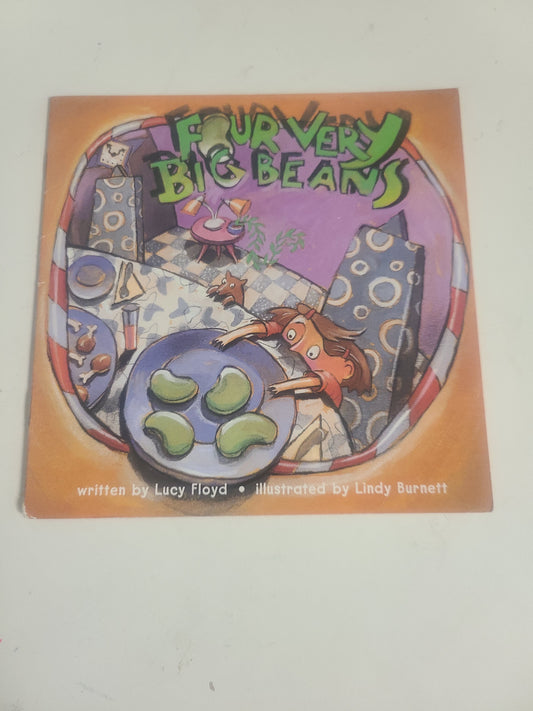 FOUR VERY
BIG BEANS
written by Lucy Floyd • illustrated by Lindy Burnett